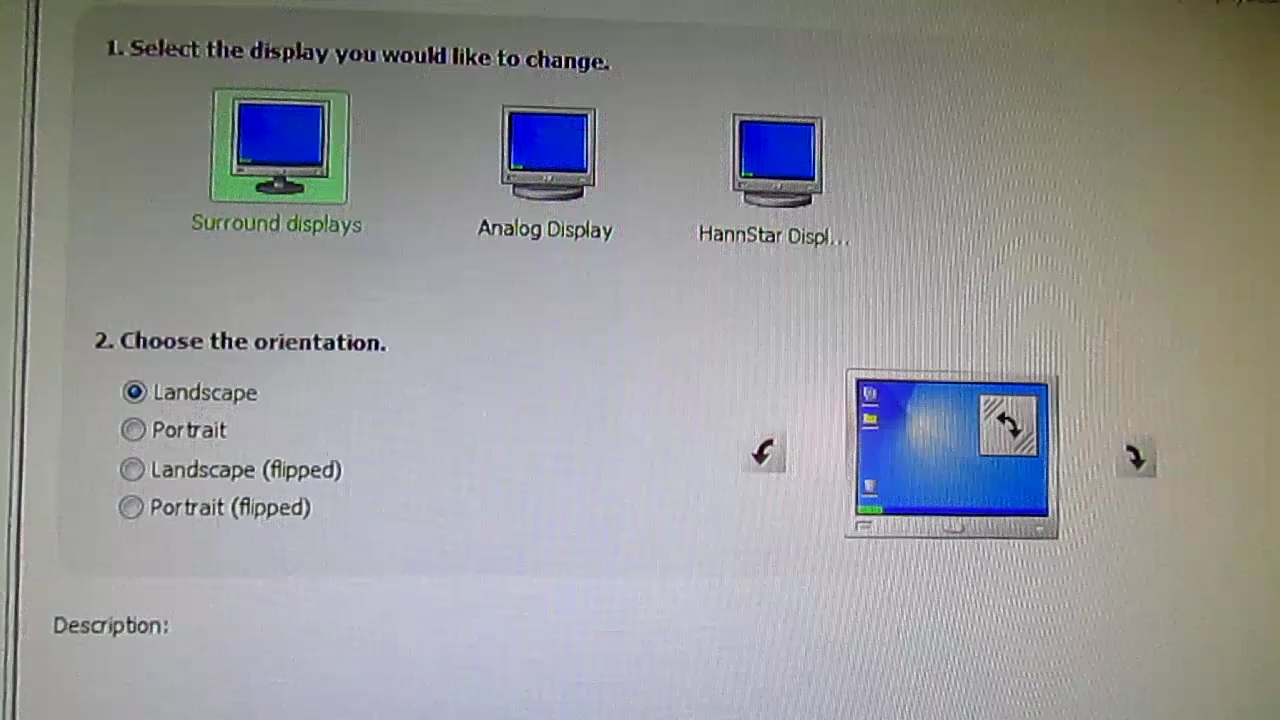 1. Select the display you would like to change.
Surround displays
Analog Display
HannStar Displ...
2. Choose the orientation.
Landscape
Portrait
Landscape (flipped)
Portrait (flipped)
Description: